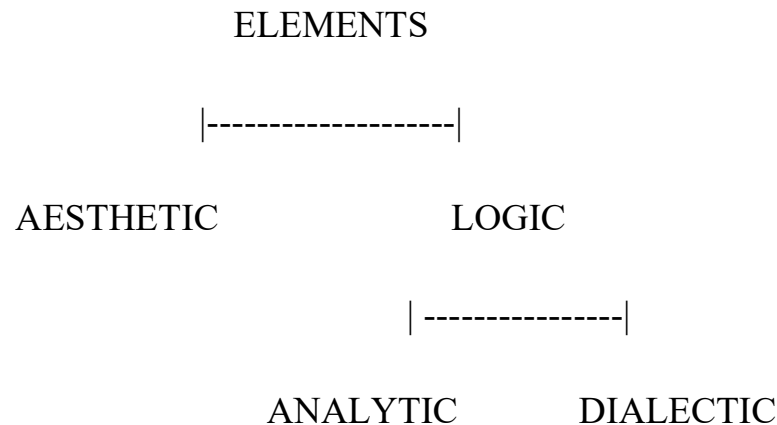 ELEMENTS
|--------------------|
AESTHETIC LOGIC
| ----------------|
ANALYTIC DIALECTIC